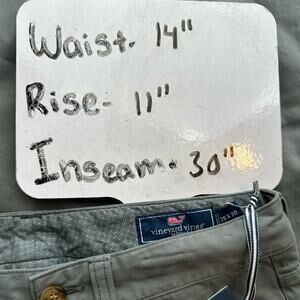 Waist- 14"
Rise- 11"
Inseam- 30"
vineyard vines